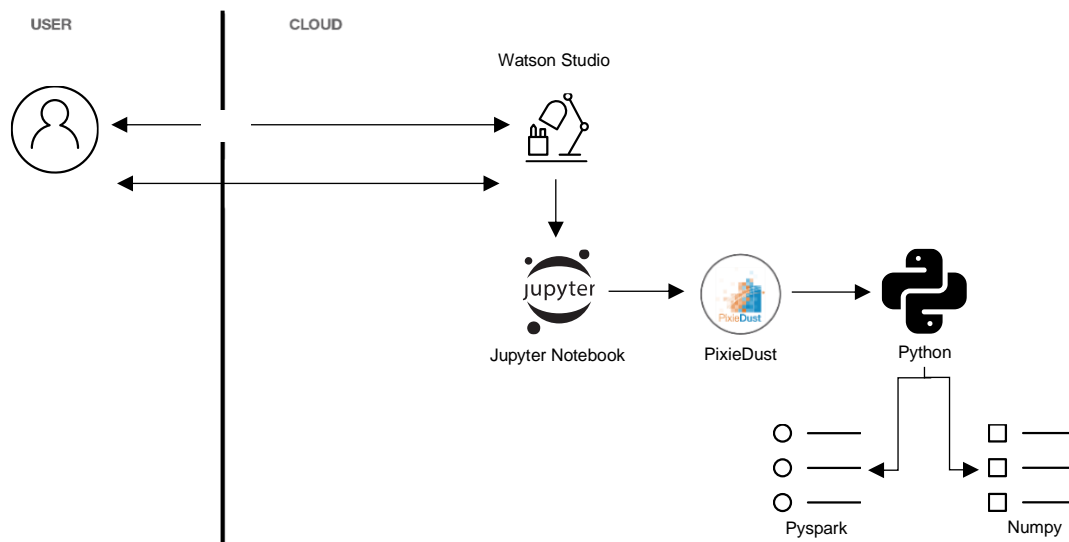 USER
CLOUD
Watson Studio
jupyter
PixieDust
Jupyter Notebook
PixieDust
Python
Pyspark
Numpy